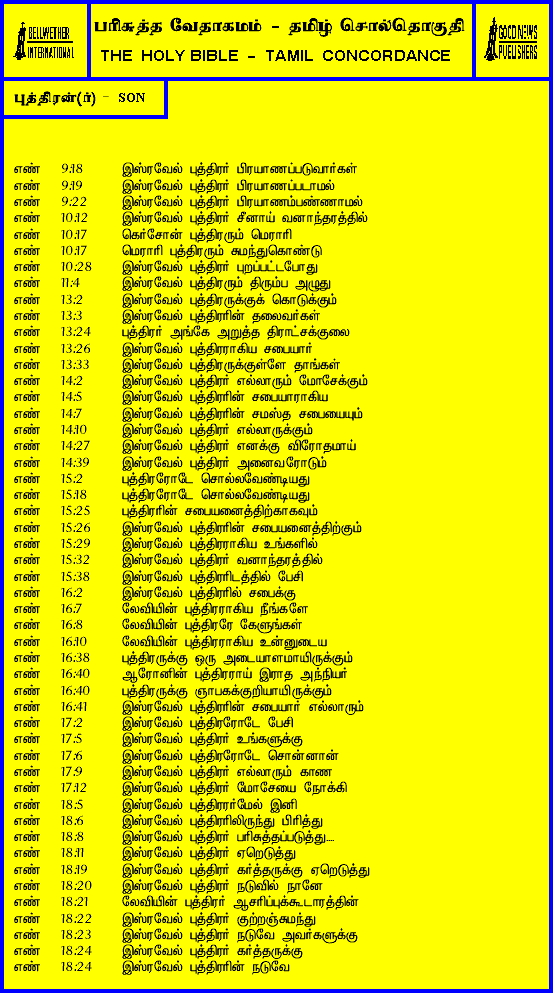 BELLWETHER
INTERNATIONAL
பரிசுத்த வேதாகமம் - தமிழ் சொல்தொகுதி
THE HOLY BIBLE - TAMIL CONCORDANCE
GOOD NEWS
PUBLISHERS
புத்திரன்(ர்) - SON
எண் 9:18 இஸ்ரவேல் புத்திரர் பிரயாணப்படுவார்கள்
எண் 9:19 இஸ்ரவேல் புத்திரர் பிரயாணப்படாமல்
எண் 9:22 இஸ்ரவேல் புத்திரர் பிரயாணம்பண்ணாமல்
எண் 10:12 இஸ்ரவேல் புத்திரர் சீனாய் வனாந்தரத்தில்
எண் 10:17 கெர்சோன் புத்திரரும் மெராரி
எண் 10:17 மெராரி புத்திரரும் சுமந்துகொண்டு
எண் 10:28 இஸ்ரவேல் புத்திரர் புறப்பட்டபோது
எண் 11:4 இஸ்ரவேல் புத்திரரும் திரும்ப அழுது
எண் 13:2 இஸ்ரவேல் புத்திரருக்குக் கொடுக்கும்
எண் 13:3 இஸ்ரவேல் புத்திரரின் தலைவர்கள்
எண் 13:24 புத்திரர் அங்கே அறுத்த திராட்சக்குலை
எண் 13:26 இஸ்ரவேல் புத்திரராகிய சபையார்
எண் 13:33 இஸ்ரவேல் புத்திரருக்குள்ளே தாங்கள்
எண் 14:2 இஸ்ரவேல் புத்திரர் எல்லாரும் மோசேக்கும்
எண் 14:5 இஸ்ரவேல் புத்திரரின் சபையாராகிய
எண் 14:7 இஸ்ரவேல் புத்திரரின் சமஸ்த சபையையும்
எண் 14:10 இஸ்ரவேல் புத்திரர் எல்லாருக்கும்
எண் 14:27 இஸ்ரவேல் புத்திரர் எனக்கு விரோதமாய்
எண் 14:39 இஸ்ரவேல் புத்திரர் அனைவரோடும்
எண் 15:2 புத்திரரோடே சொல்லவேண்டியது
எண் 15:18 புத்திரரோடே சொல்லவேண்டியது
எண் 15:25 புத்திரரின் சபையனைத்திற்காகவும்
எண் 15:26 இஸ்ரவேல் புத்திரரின் சபையனைத்திற்கும்
எண் 15:29 இஸ்ரவேல் புத்திரராகிய உங்களில்
எண் 15:32 இஸ்ரவேல் புத்திரர் வனாந்தரத்தில்
எண் 15:38 இஸ்ரவேல் புத்திரரிடத்தில் பேசி
எண் 16:2 இஸ்ரவேல் புத்திரரில் சபைக்கு
எண் 16:7 லேவியின் புத்திரராகிய நீங்களே
எண் 16:8 லேவியின் புத்திரரே கேளுங்கள்
எண் 16:10 லேவியின் புத்திரராகிய உன்னுடைய
எண் 16:38 புத்திரருக்கு ஒரு அடையாளமாயிருக்கும்
எண் 16:40 ஆரோனின் புத்திரராய் இராத அந்நியர்
எண் 16:40 புத்திரருக்கு ஞாபகக்குறியாயிருக்கும்
எண் 16:41 இஸ்ரவேல் புத்திரரின் சபையார் எல்லாரும்
எண் 17:2 இஸ்ரவேல் புத்திரரோடே பேசி
எண் 17:5 இஸ்ரவேல் புத்திரர் உங்களுக்கு
எண் 17:6 இஸ்ரவேல் புத்திரரோடே சொன்னான்
எண் 17:9 இஸ்ரவேல் புத்திரர் எல்லாரும் காண
எண் 17:12 இஸ்ரவேல் புத்திரர் மோசேயை நோக்கி
எண் 18:5 இஸ்ரவேல் புத்திரரர்மேல் இனி
எண் 18:6 இஸ்ரவேல் புத்திரரிலிருந்து பிரித்து
எண் 18:8 இஸ்ரவேல் புத்திரர் பரிசுத்தப்படுத்து....
எண் 18:11 இஸ்ரவேல் புத்திரர் ஏறெடுத்து
எண் 18:19 இஸ்ரவேல் புத்திரர் கர்த்தருக்கு ஏறெடுத்து
எண் 18:20 இஸ்ரவேல் புத்திரர் நடுவில் நானே
எண் 18:21 லேவியின் புத்திரர் ஆசரிப்புக்கூடாரத்தின்
எண் 18:22 இஸ்ரவேல் புத்திரர் குற்றஞ்சுமந்து
எண் 18:23 இஸ்ரவேல் புத்திரர் நடுவே அவர்களுக்கு
எண் 18:24 இஸ்ரவேல் புத்திரர் கர்த்தருக்கு
எண் 18:24 இஸ்ரவேல் புத்திரரின் நடுவே